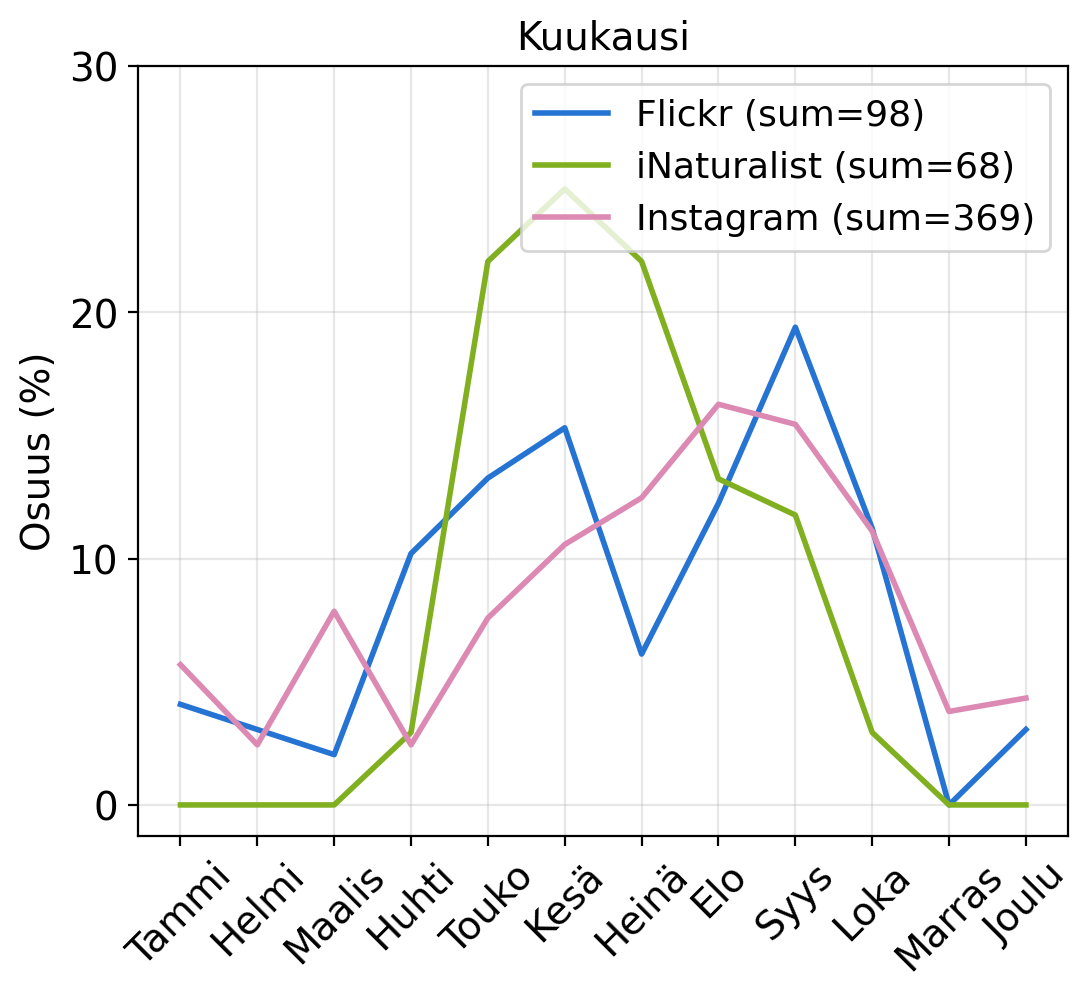 Kuukausi
30
20
10
0
Osuus (%)
Flickr (sum=98)
iNaturalist (sum=68)
Instagram (sum=369)
Tammi
Helmi
Maalis
Huhti
Touko
Kesä
Heinä
Elo
Syys
Loka
Marras
Joulu